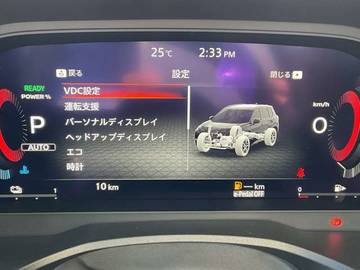 25℃ 2:33 PM
戻る 設定 閉じる
READY
POWER %
VDC設定
運転支援
パーソナルディスプレイ
ヘッドアップディスプレイ
エコ
時計
km/h
P
AUTO
0
10 km
--- km
e-Pedal OFF
0